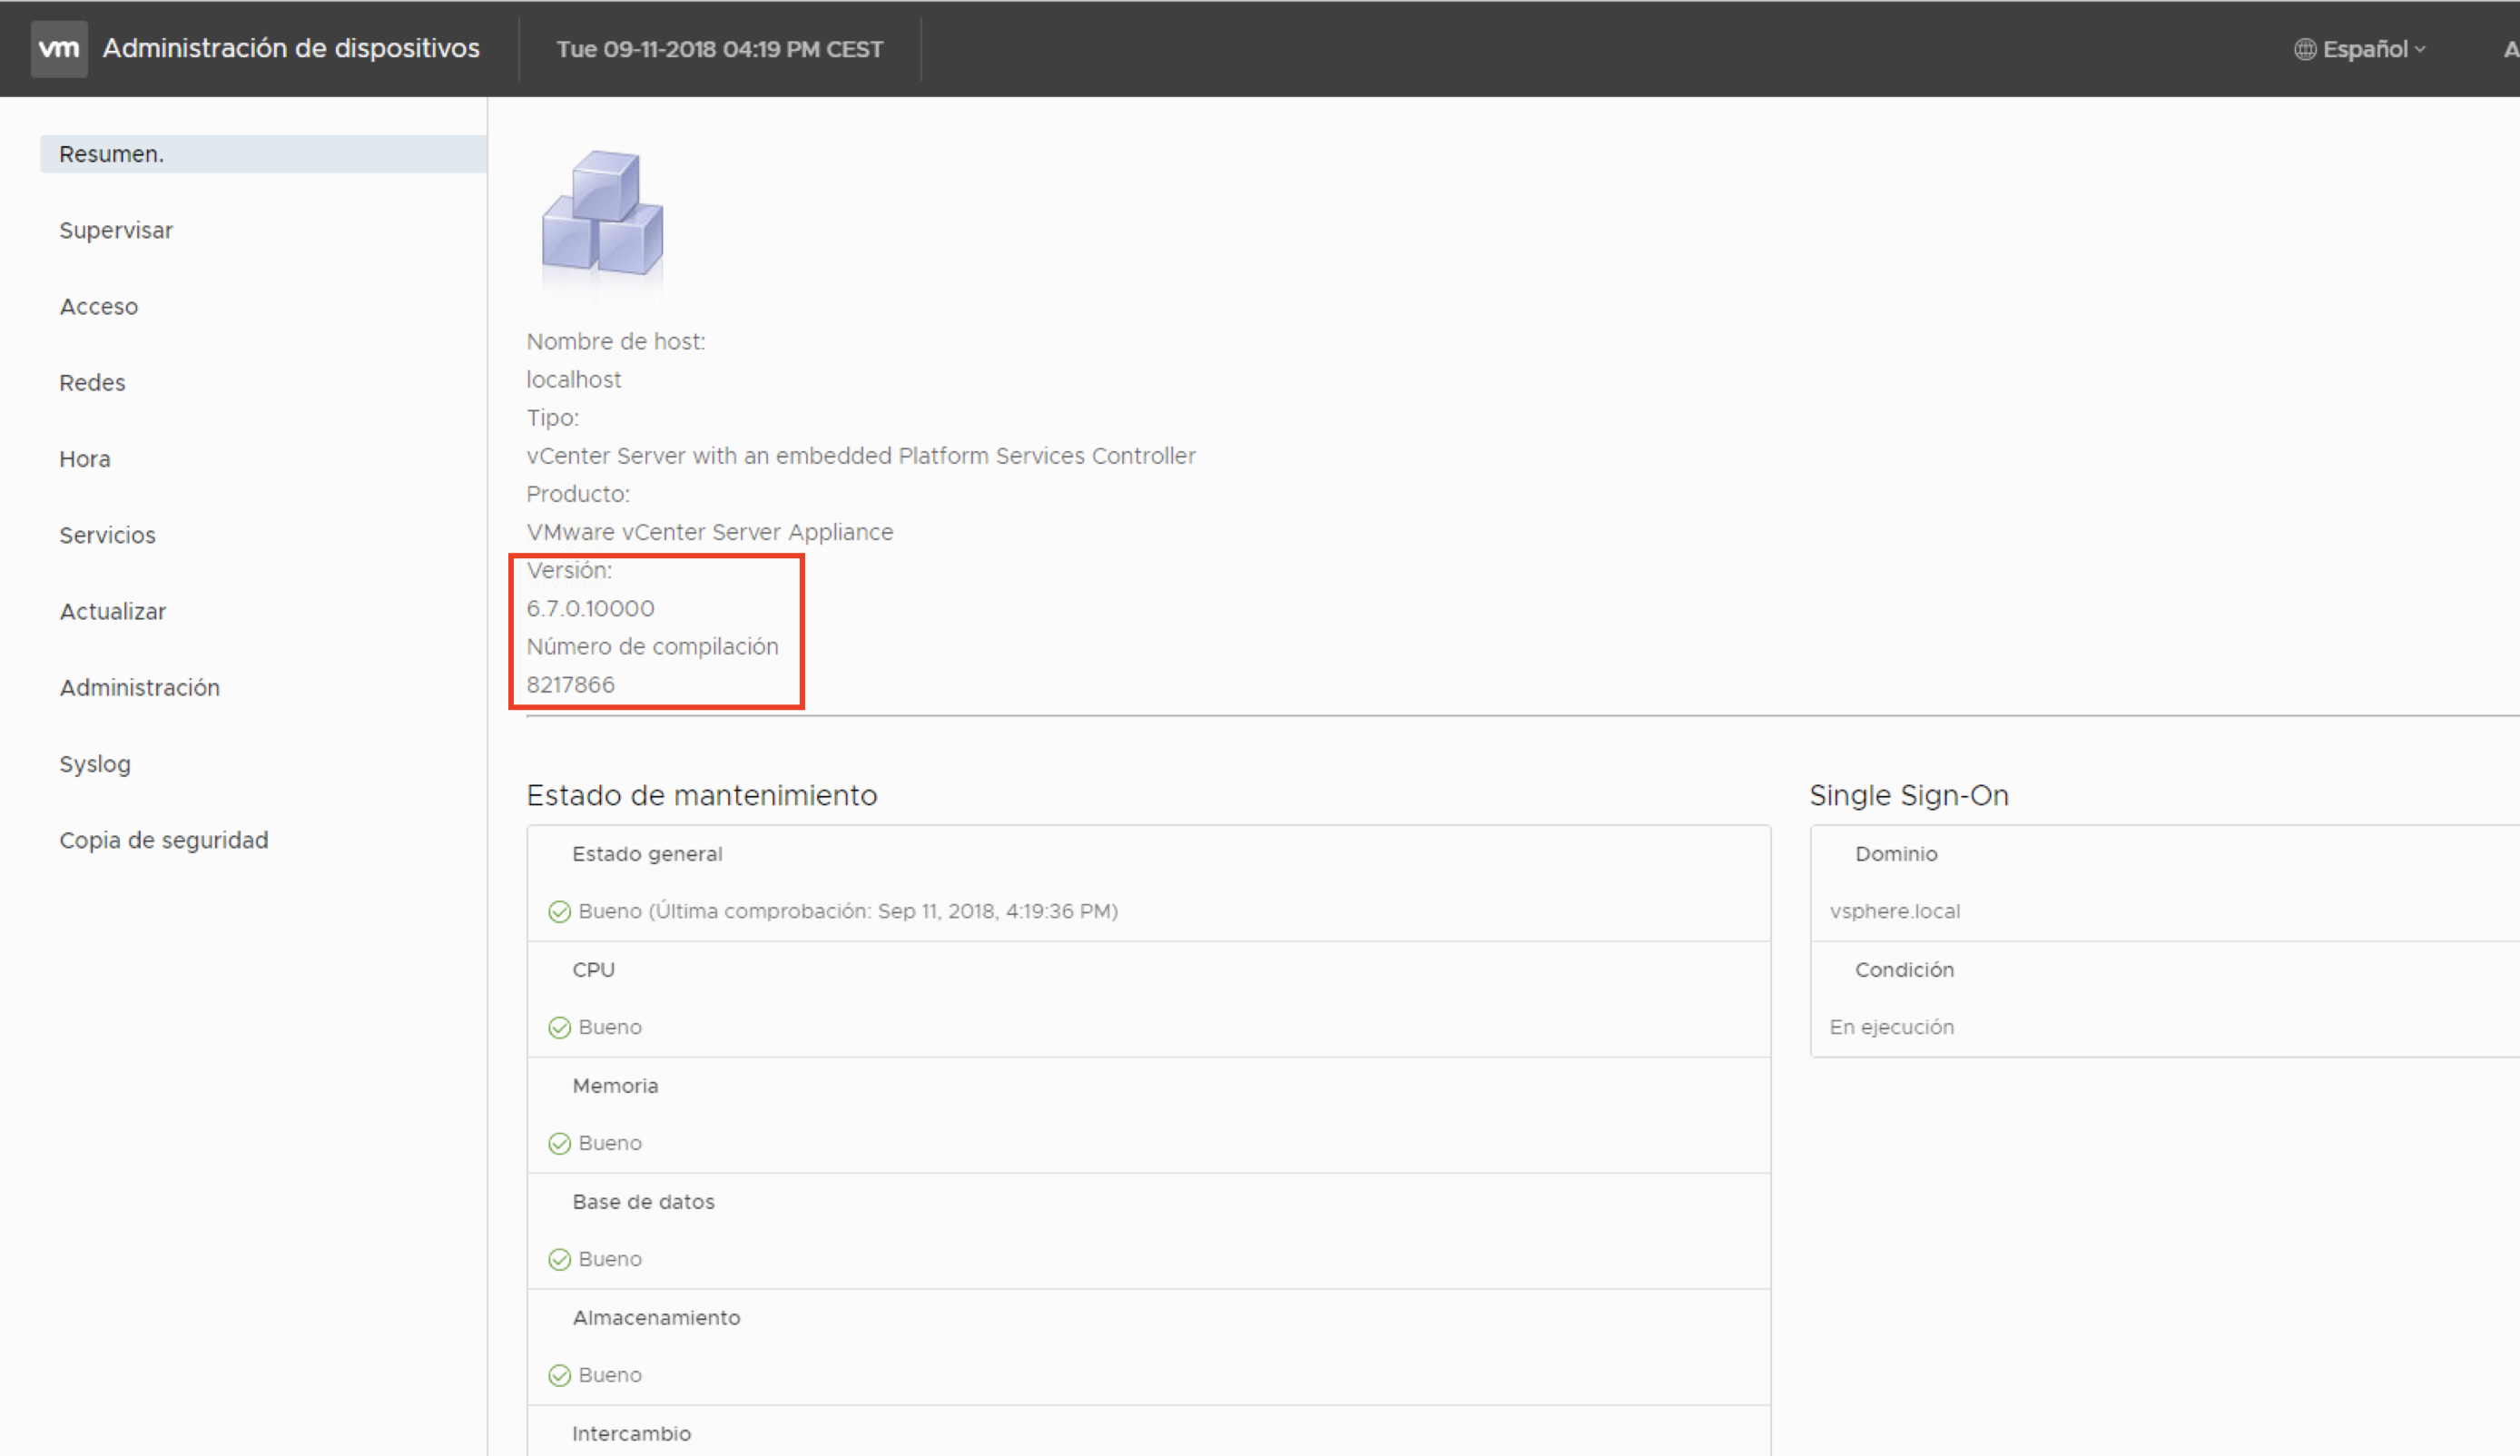 vm Administración de dispositivos Tue 09-11-2018 04:19 PM CEST Español A
Resumen.
Supervisar
Acceso
Redes
Hora
Servicios
Actualizar
Administración
Syslog
Copia de seguridad
Nombre de host:
localhost
Tipo:
vCenter Server with an embedded Platform Services Controller
Producto:
VMware vCenter Server Appliance
Versión:
6.7.0.10000
Número de compilación
8217866
Estado de mantenimiento
Estado general
Bueno (Última comprobación: Sep 11, 2018, 4:19:36 PM)
CPU
Bueno
Memoria
Bueno
Base de datos
Bueno
Almacenamiento
Bueno
Intercambio
Single Sign-On
Dominio
vsphere.local
Condición
En ejecución